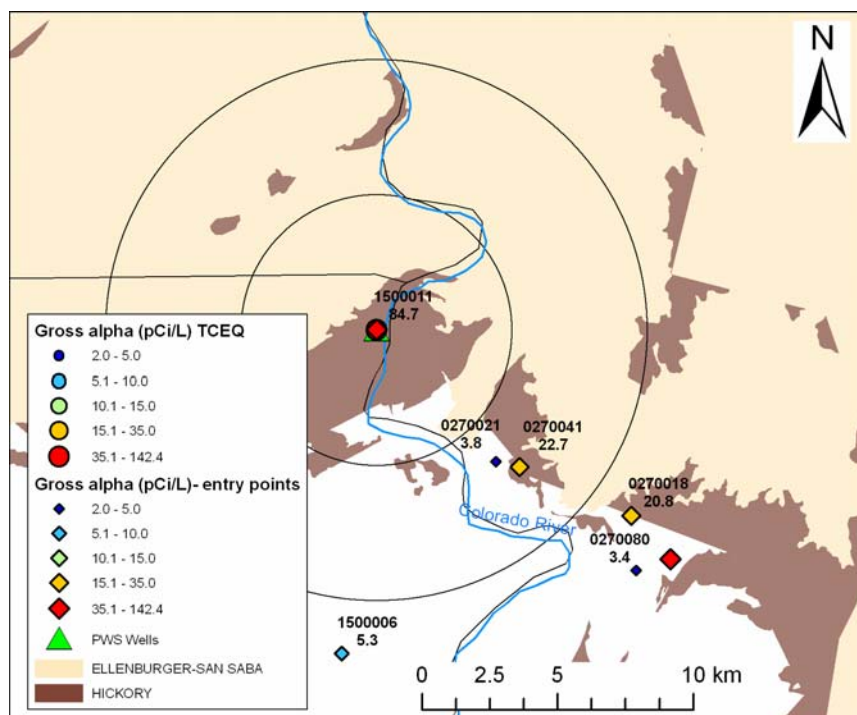 N
1500011
84.7
Gross alpha (pCi/L) TCEQ
2.0 - 5.0
5.1 - 10.0
10.1 - 15.0
15.1 - 35.0
35.1 - 142.4
Gross alpha (pCi/L)- entry points
2.0 - 5.0
5.1 - 10.0
10.1 - 15.0
15.1 - 35.0
35.1 - 142.4
PWS Wells
ELLENBURGER-SAN SABA
HICKORY
0270021
3.8
0270041
22.7
0270018
20.8
Colorado River
0270080
3.4
1500006
5.3
0 2.5 5 10 km